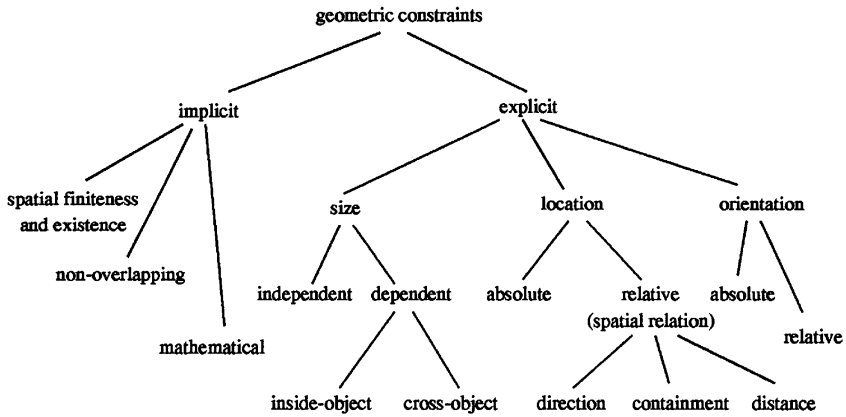 geometric constraints
implicit
explicit
spatial finiteness
and existence
size
location
orientation
non-overlapping
independent
dependent
absolute
relative
(spatial relation)
absolute
relative
mathematical
inside-object
cross-object
direction
containment
distance